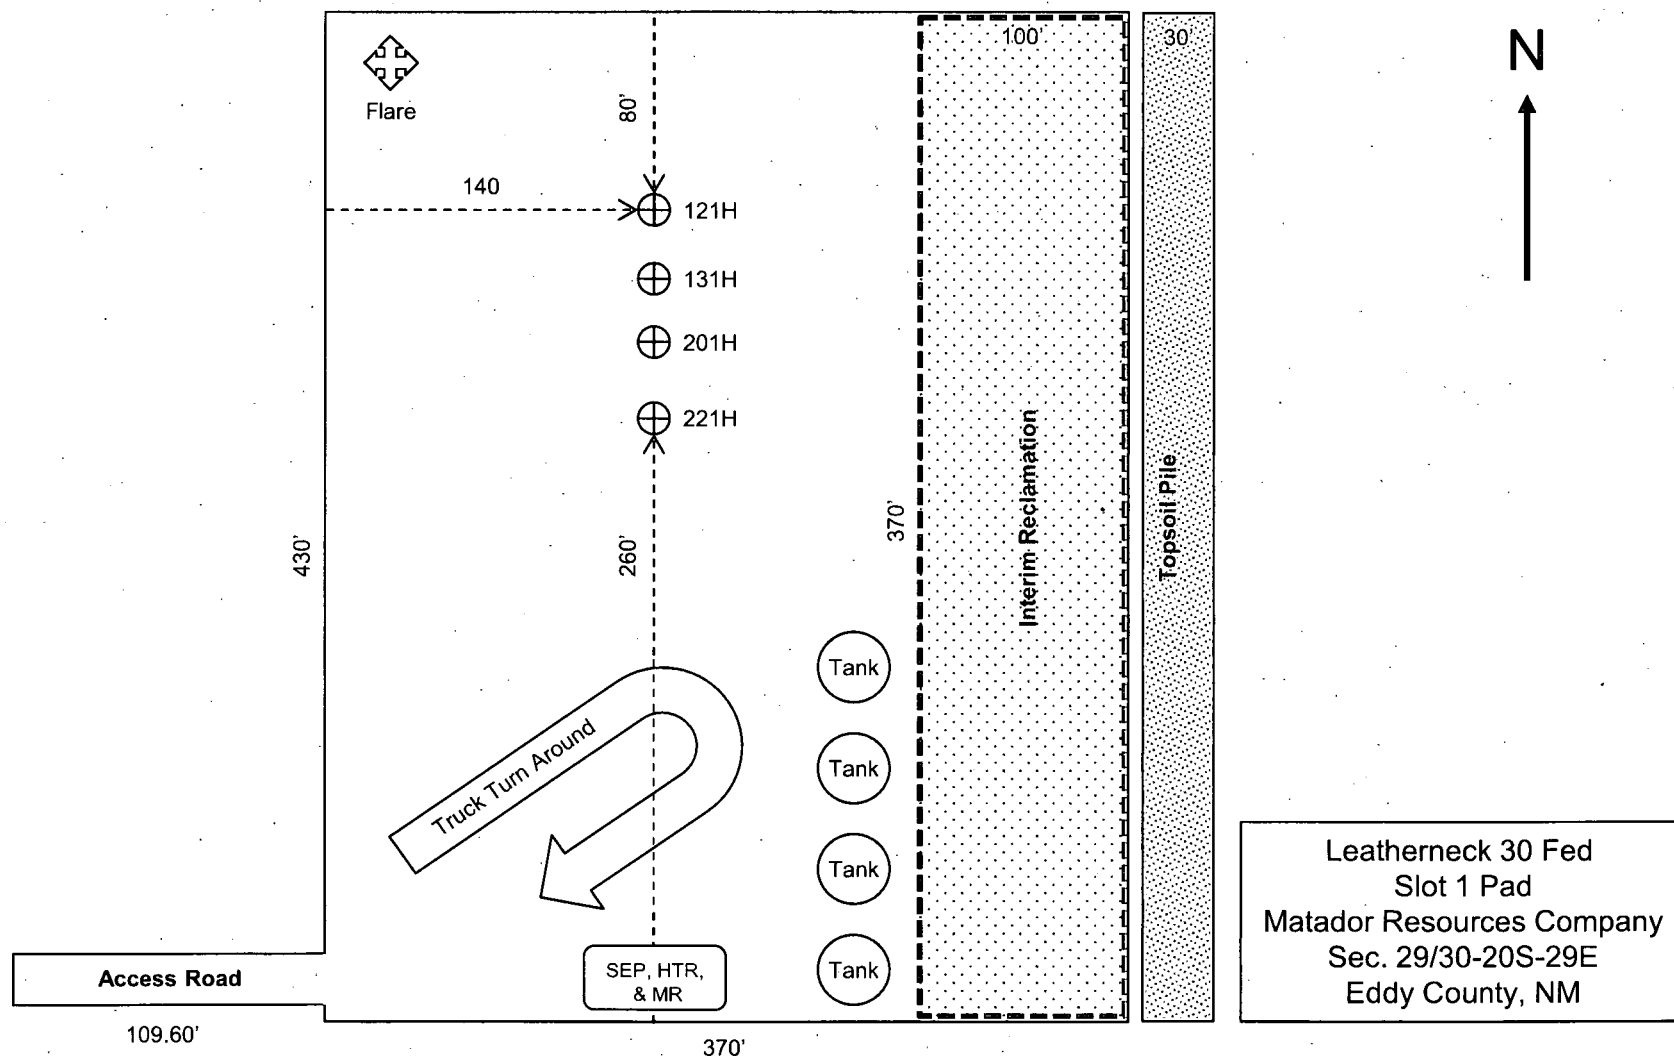 100'
30'
N
Flare
80'
140
121H
131H
201H
221H
430'
260'
370'
Interim Reclamation
Topsoil Pile
Tank
Truck Turn Around
Tank
Tank
Tank
SEP, HTR,
& MR
Access Road
109.60'
370'
Leatherneck 30 Fed
Slot 1 Pad
Matador Resources Company
Sec. 29/30-20S-29E
Eddy County, NM